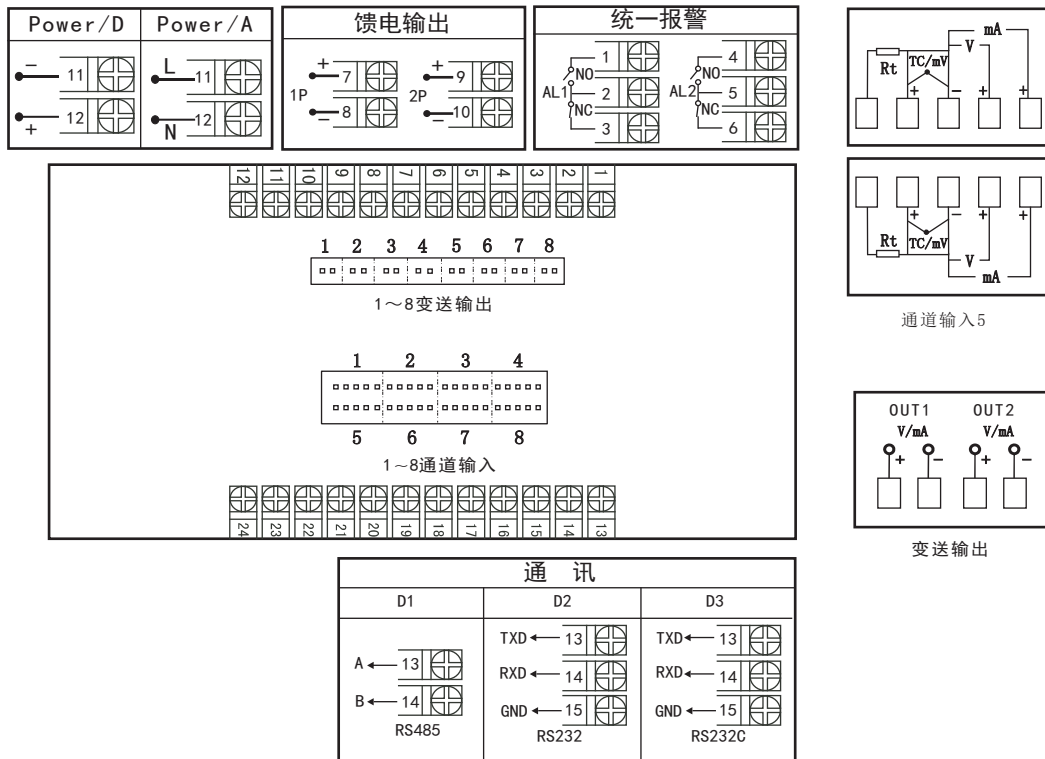 Power/D Power/A
− 11 L 11
+ 12 N 12
馈电输出
1P + 7 2P + 9
− 8 − 10
统一报警
1 4
NO NO
AL1 2 AL2 5
NC NC
3 6
mA
V
Rt TC/mV
+ − + +
12 11 10 9 8 7 6 5 4 3 2 1
1 2 3 4 5 6 7 8
1～8变送输出
1 2 3 4
5 6 7 8
1～8通道输入
24 23 22 21 20 19 18 17 16 15 14 13
+ − + +
Rt TC/mV
V
mA
通道输入5
OUT1 OUT2
V/mA V/mA
+ − + −
变送输出
通 讯
D1 D2 D3
A 13
B 14
RS485
TXD 13
RXD 14
GND 15
RS232
TXD 13
RXD 14
GND 15
RS232C